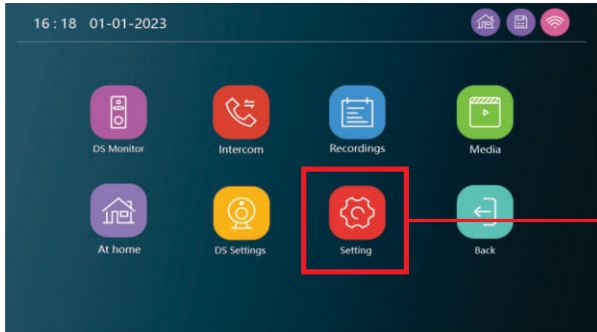 16 : 18 01-01-2023
DS Monitor Intercom Recordings Media
At home DS Settings Setting Back